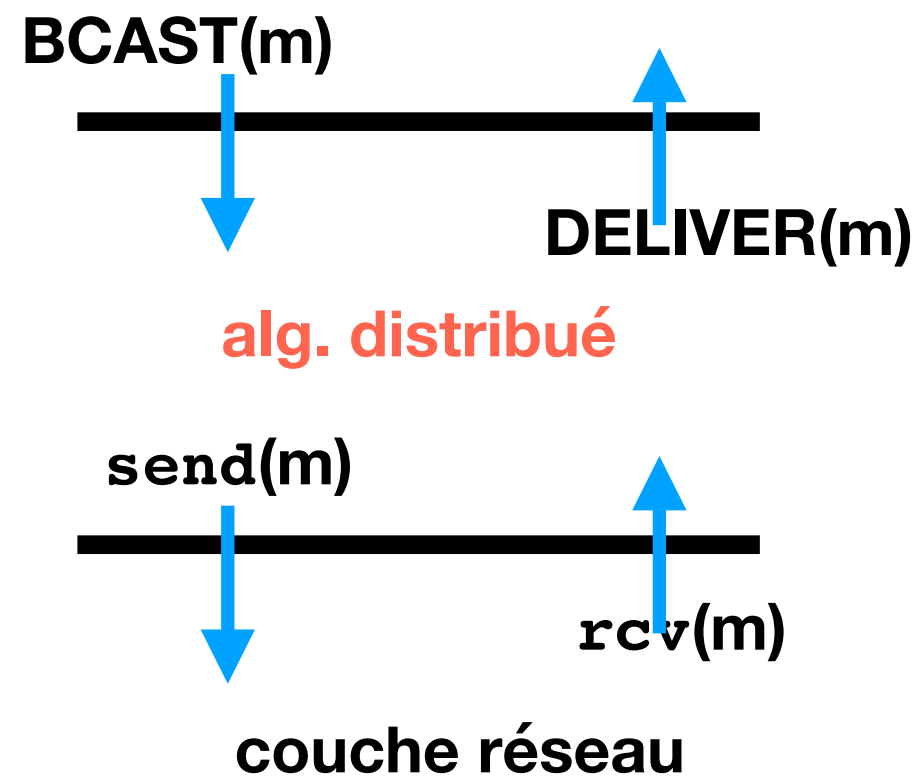 BCAST(m)
DELIVER(m)
alg. distribué
send(m)
rcv(m)
couche réseau